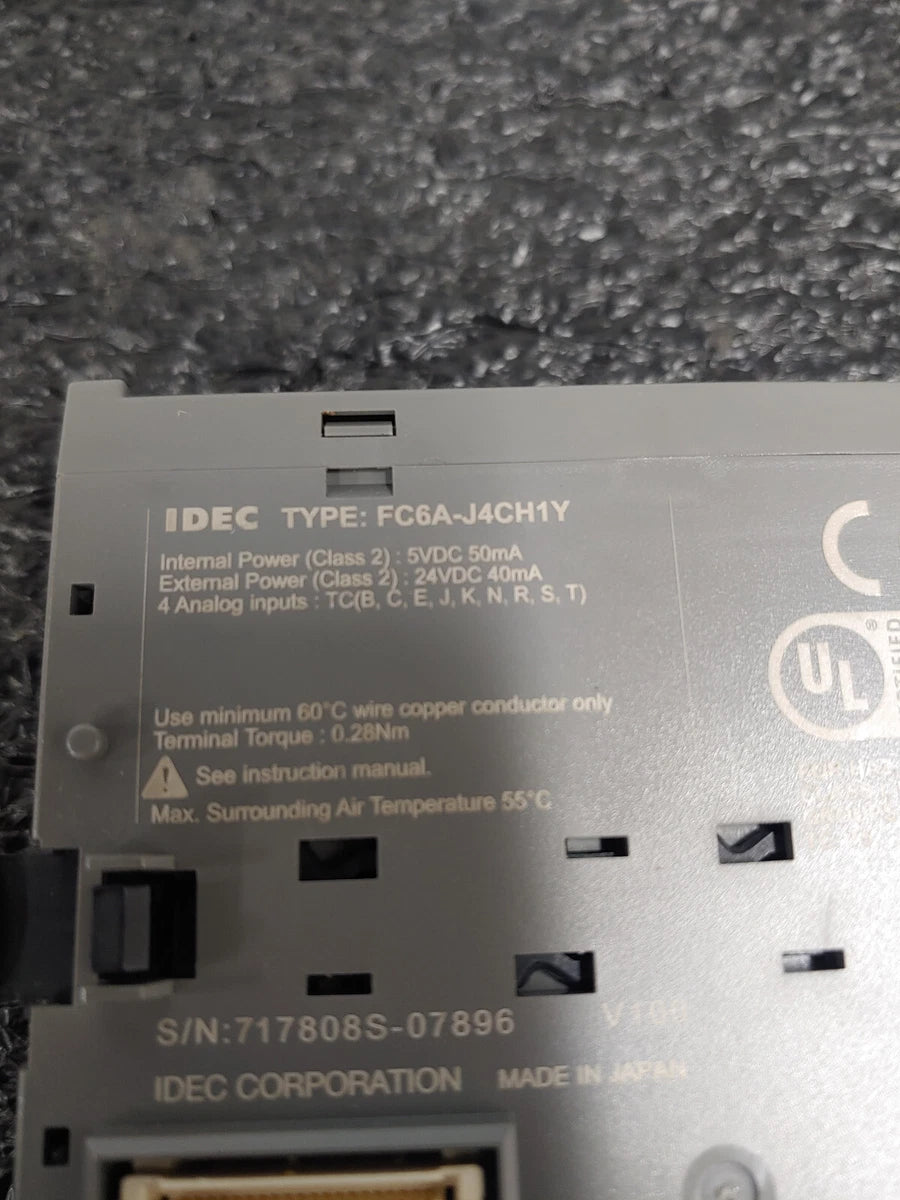 IDEC TYPE: FC6A-J4CH1Y
Internal Power (Class 2) : 5VDC 50mA
External Power (Class 2) : 24VDC 40mA
4 Analog inputs : TC(B, C, E, J, K, N, R, S, T)
UL ®
Use minimum 60°C wire copper conductor only
Terminal Torque : 0.28Nm
See instruction manual.
Max. Surrounding Air Temperature 55°C
S/N:717808S-07896
IDEC CORPORATION MADE IN JAPAN